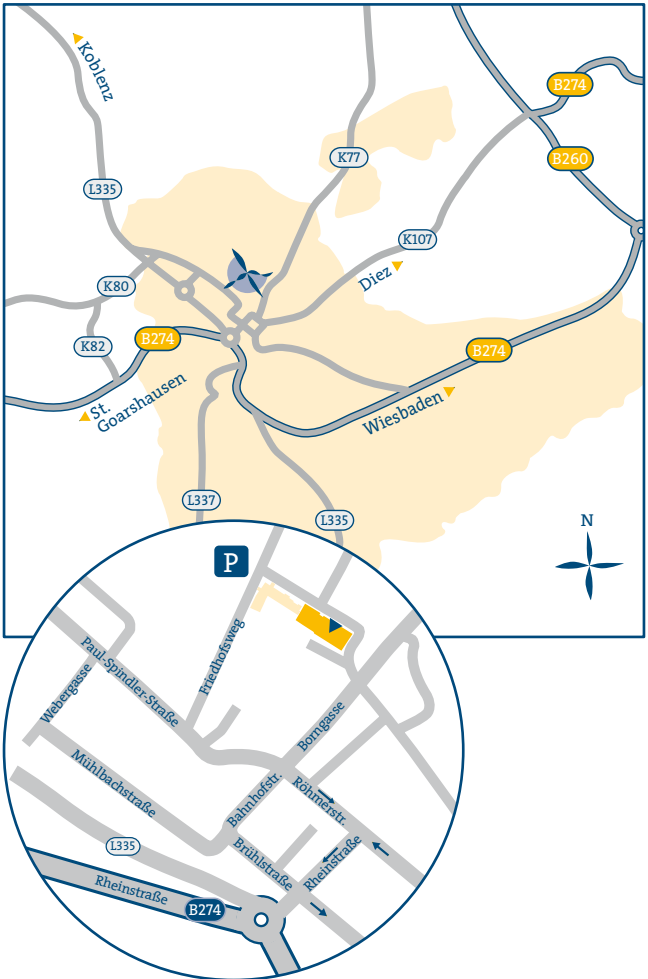 Koblenz
B274
K77
B260
L335
K107
Diez
K80
B274
K82
B274
St.
Goarshausen
Wiesbaden
L337
L335
N
P
Friedhofsweg
Paul-Spindler-Straße
Webergasse
Borngasse
Mühlbachstraße
Bahnhofstr.
Röhmerstr.
L335
Brühlstraße
Rheinstraße
Rheinstraße
B274